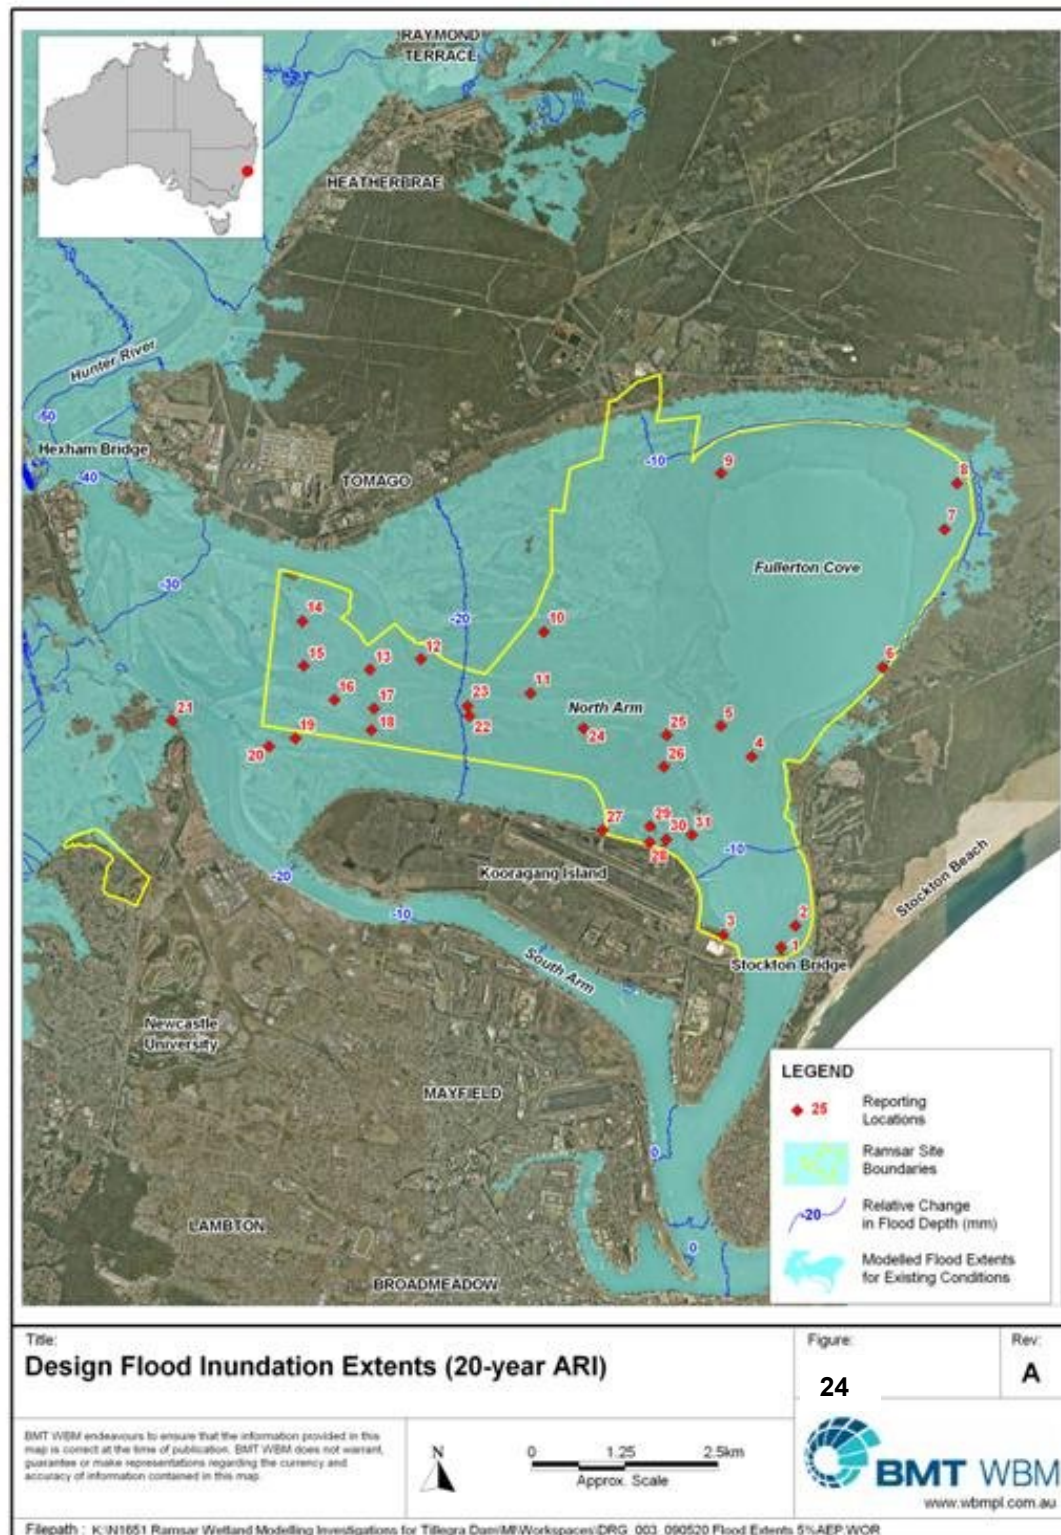 RAYMOND
TERRACE
HEATHERBRAE
Hunter River
-50
Hexham Bridge
-40
TOMAGO
-10
9
8
7
Fullerton Cove
-30
14
-20
10
15
13
12
6
16
17
11
23
North Arm
21
18
22
5
19
24
25
20
26
4
27
29
30
31
28
-10
-20
Kooragang Island
Stockton Beach
-10
2
3
1
Stockton Bridge
South Arm
Newcastle
University
MAYFIELD
0
LAMBTON
0
BROADMEADOW
LEGEND
25 Reporting
Locations
Ramsar Site
Boundaries
-20 Relative Change
in Flood Depth (mm)
Modelled Flood Extents
for Existing Conditions
Title:
Design Flood Inundation Extents (20-year ARI)
Figure:
24
Rev:
A
BMT WBM endeavours to ensure that the information provided in this
map is correct at the time of publication. BMT WBM does not warrant,
guarantee or make representations regarding the currency and
accuracy of information contained in this map.
N
0 1.25 2.5km
Approx. Scale
BMT WBM
www.wbmpl.com.au
Filepath : K:\N1651 Ramsar Wetland Modelling Investigations for Tillegra Dam\MI\Workspaces\DRG_003_090520 Flood Extents 5%AEP.WOR